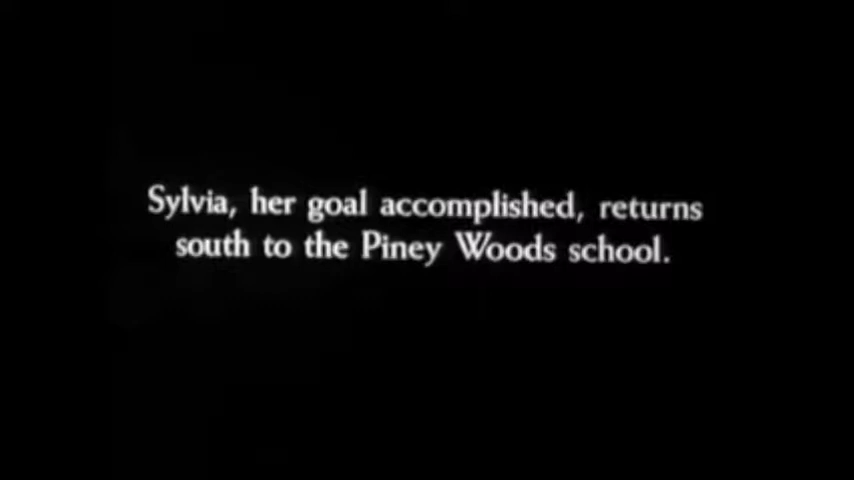 Sylvia, her goal accomplished, returns
south to the Piney Woods school.